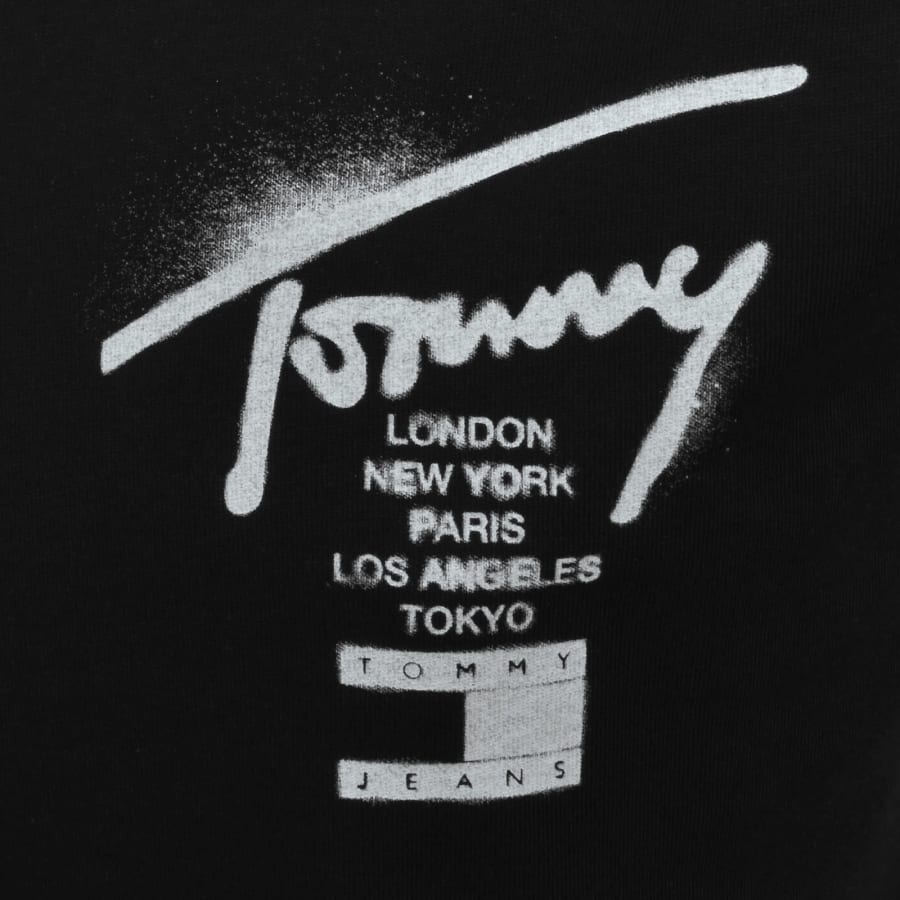 Tommy
LONDON
NEW YORK
PARIS
LOS ANGELES
TOKYO
TOMMY
JEANS